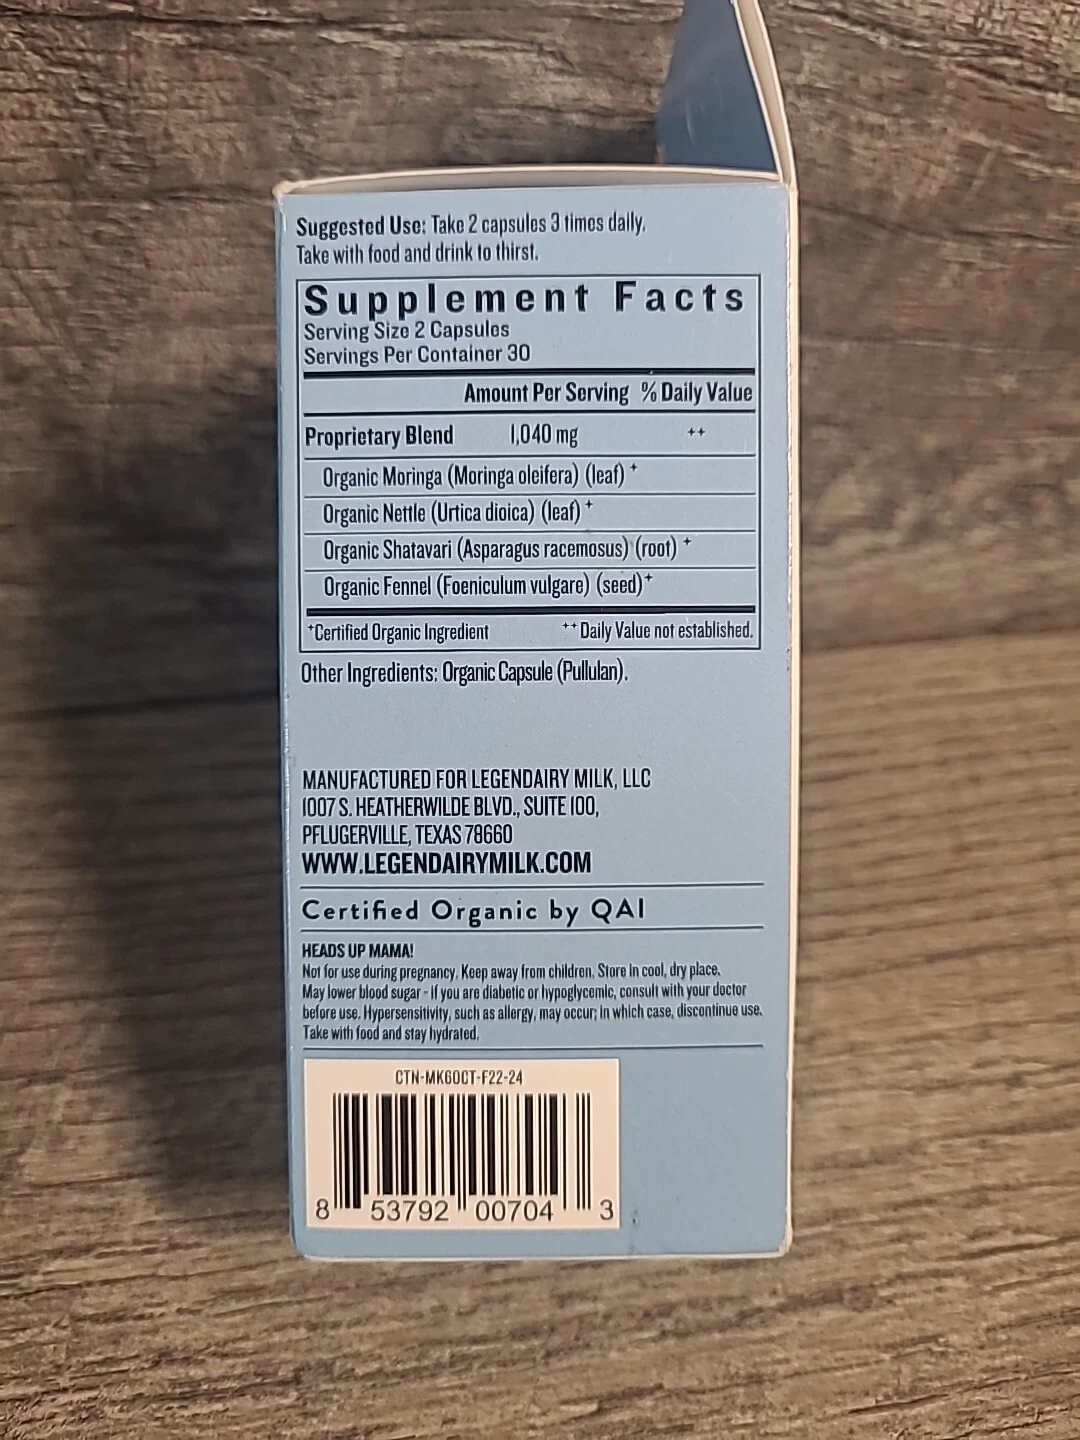 Suggested Use: Take 2 capsules 3 times daily.
Take with food and drink to thirst.
Supplement Facts
Serving Size 2 Capsules
Servings Per Container 30
Amount Per Serving % Daily Value
Proprietary Blend 1,040 mg ++
Organic Moringa (Moringa oleifera) (leaf) +
Organic Nettle (Urtica dioica) (leaf) +
Organic Shatavari (Asparagus racemosus) (root) +
Organic Fennel (Foeniculum vulgare) (seed)+
+Certified Organic Ingredient ++ Daily Value not established.
Other Ingredients: Organic Capsule (Pullulan).
MANUFACTURED FOR LEGENDAIRY MILK, LLC
1007 S. HEATHERWILDE BLVD., SUITE 100,
PFLUGERVILLE, TEXAS 78660
WWW.LEGENDAIRYMILK.COM
Certified Organic by QAI
HEADS UP MAMA!
Not for use during pregnancy. Keep away from children. Store in cool, dry place.
May lower blood sugar - if you are diabetic or hypoglycemic, consult with your doctor
before use. Hypersensitivity, such as allergy, may occur; in which case, discontinue use.
Take with food and stay hydrated.
CTN-MK60CT-F22-24
8 53792 00704 3